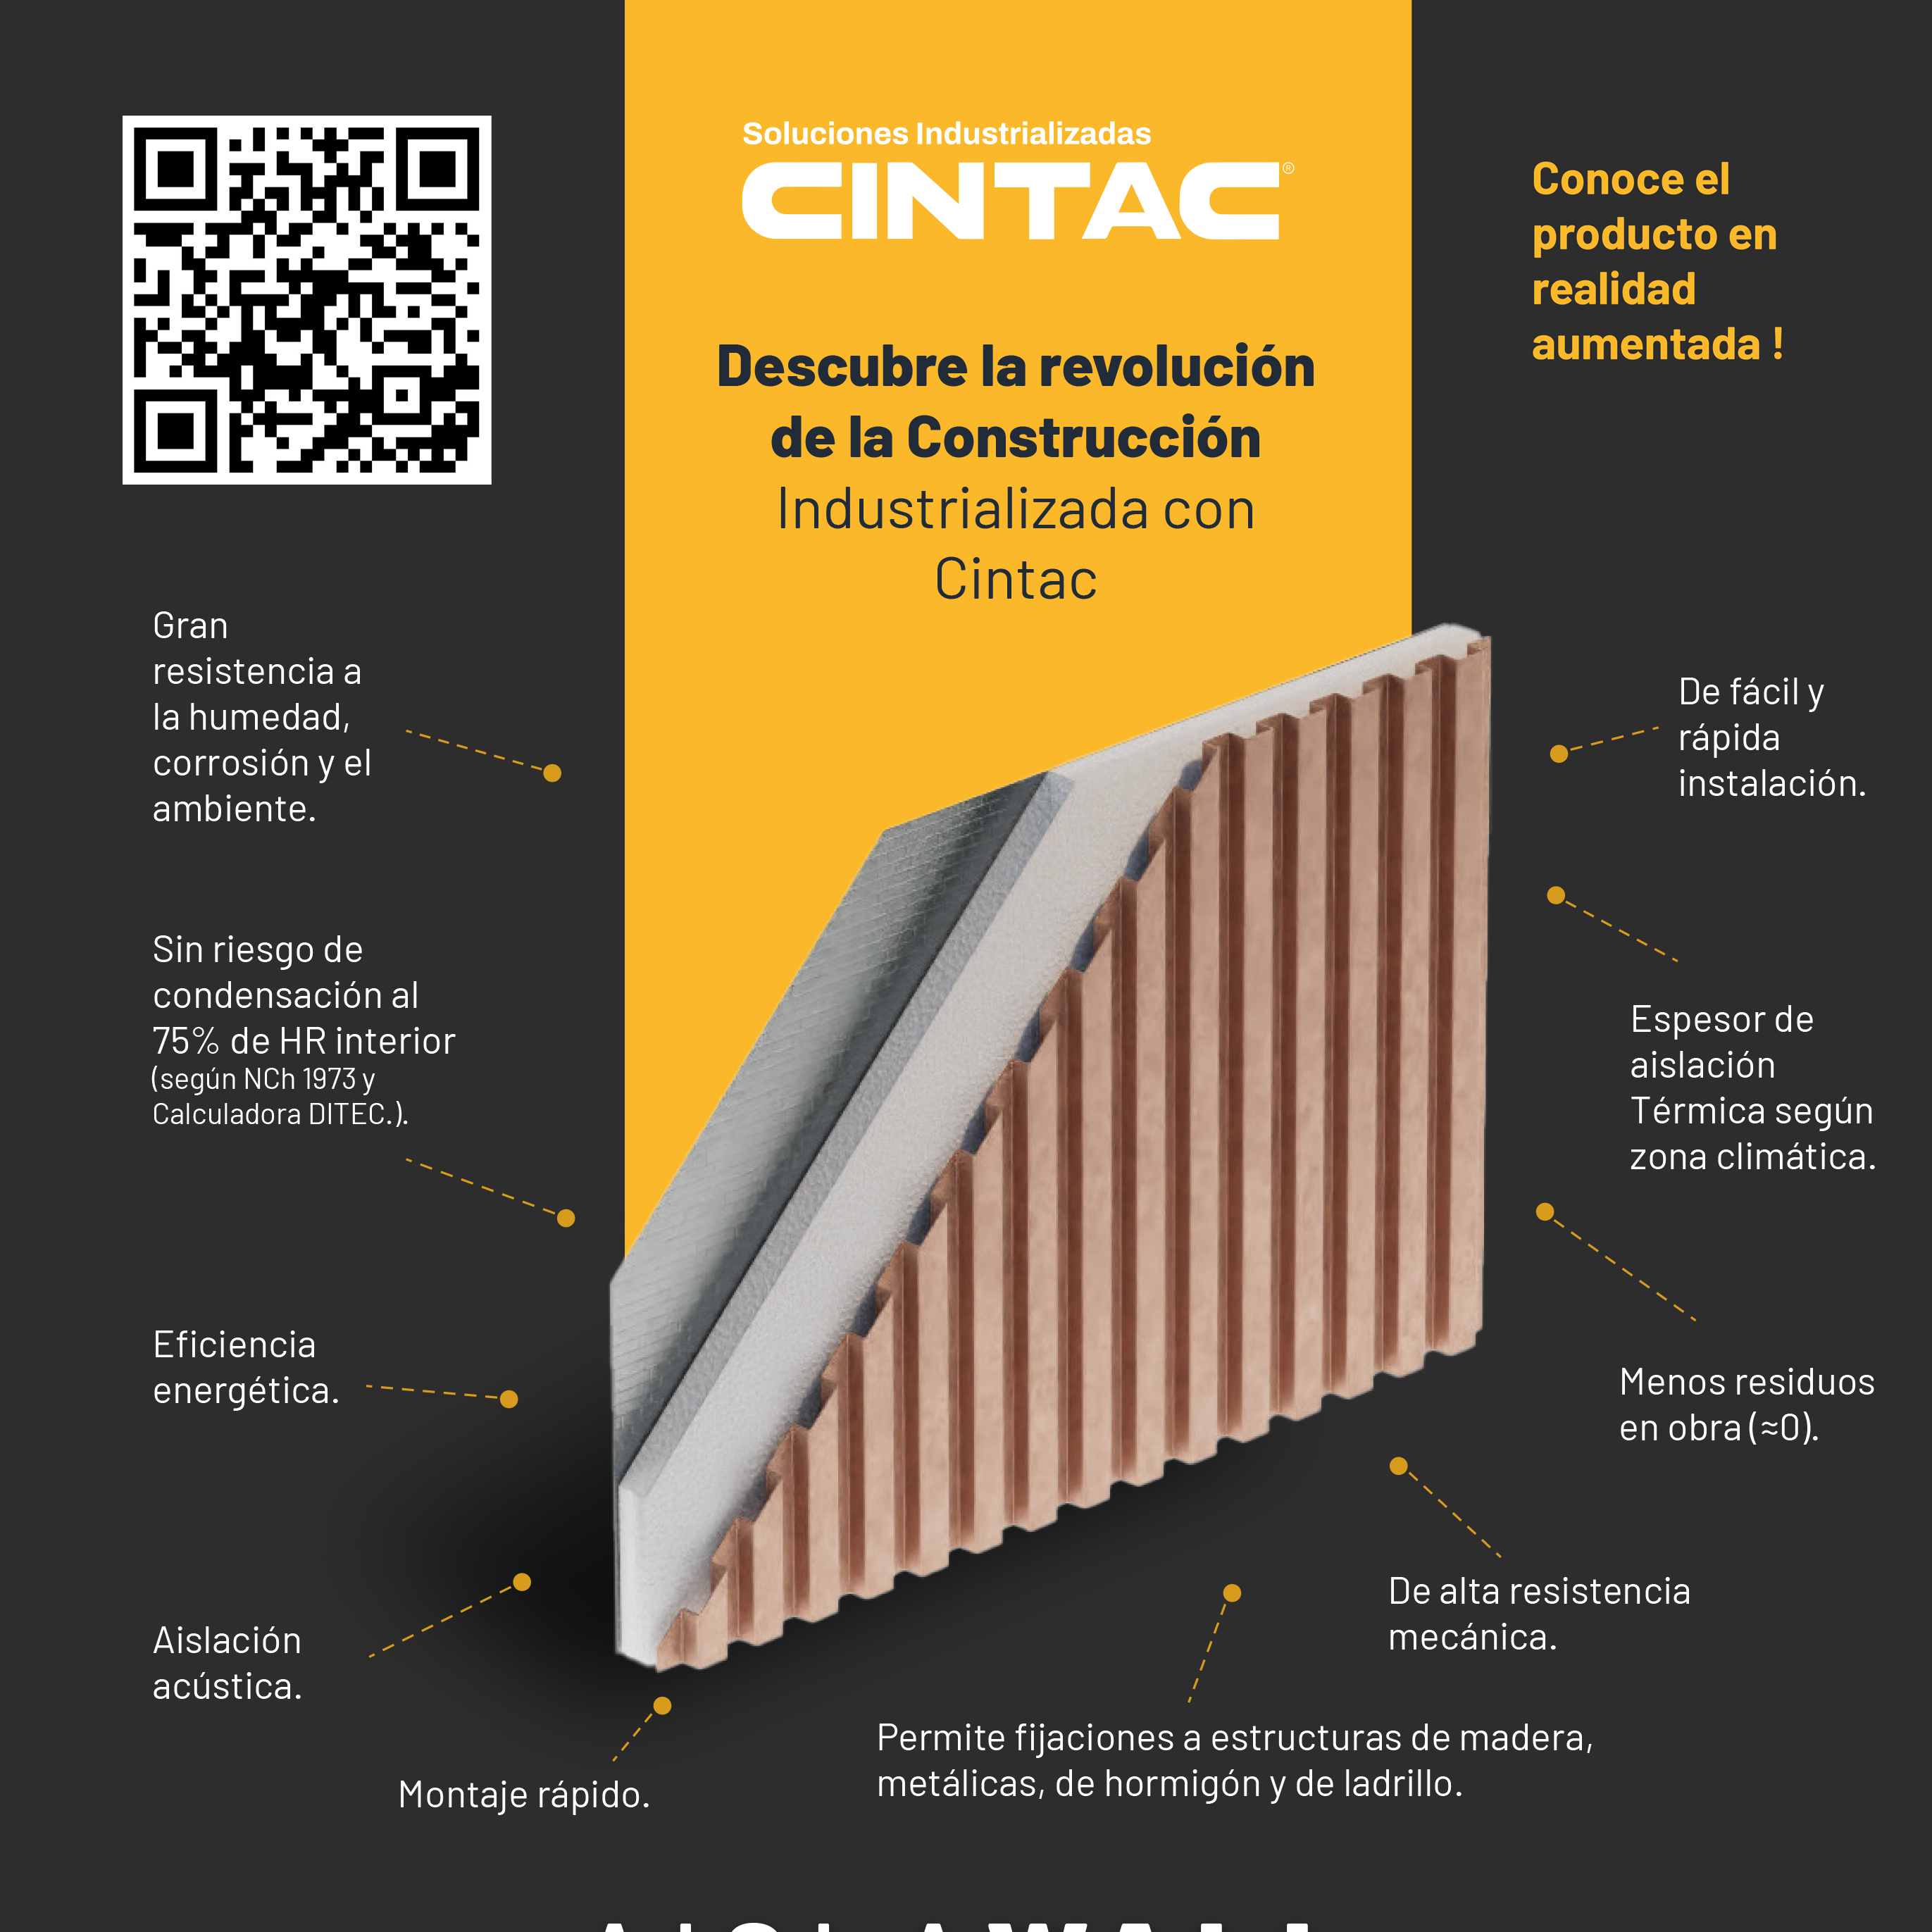 Soluciones Industrializadas
CINTAC®
Conoce el
producto en
realidad
aumentada !
Descubre la revolución
de la Construcción
Industrializada con
Cintac
Gran
resistencia a
la humedad,
corrosión y el
ambiente.
De fácil y
rápida
instalación.
Sin riesgo de
condensación al
75% de HR interior
(según NCh 1973 y
Calculadora DITEC.).
Espesor de
aislación
Térmica según
zona climática.
Eficiencia
energética.
Menos residuos
en obra (≈0).
Aislación
acústica.
De alta resistencia
mecánica.
Montaje rápido.
Permite fijaciones a estructuras de madera,
metálicas, de hormigón y de ladrillo.